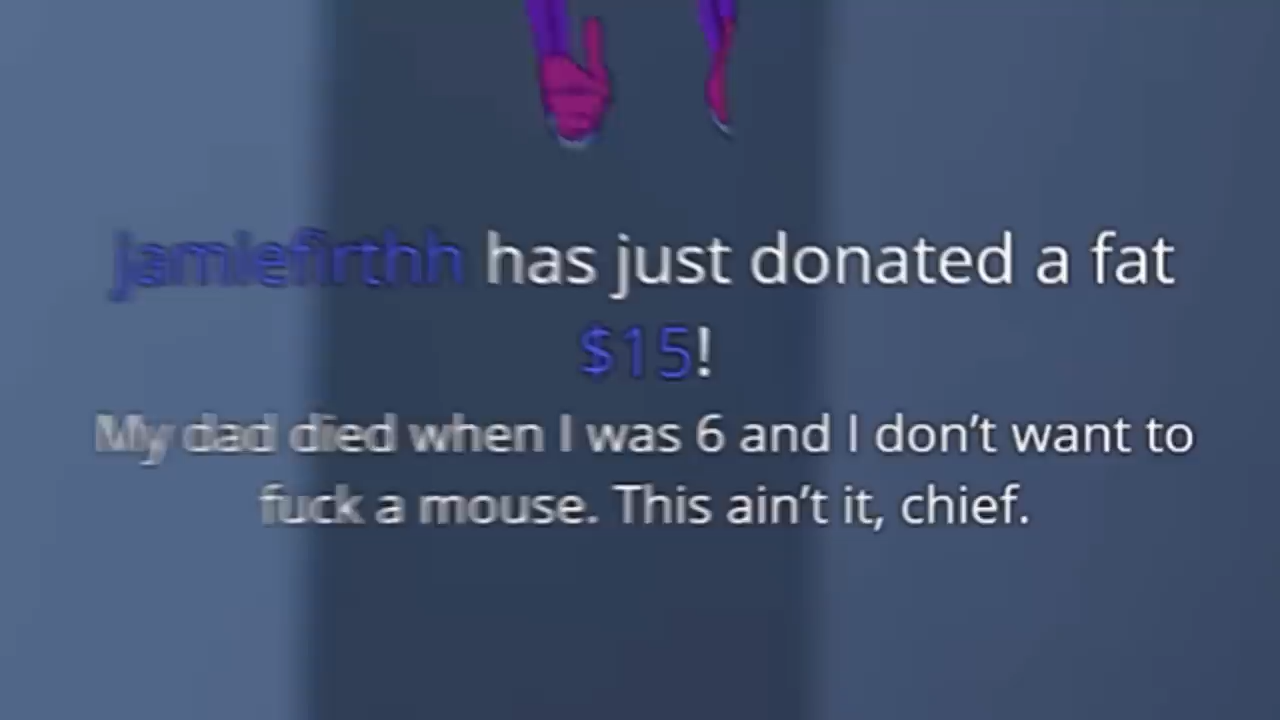 jamiefirthh has just donated a fat
$15!
My dad died when I was 6 and I don’t want to
fuck a mouse. This ain’t it, chief.